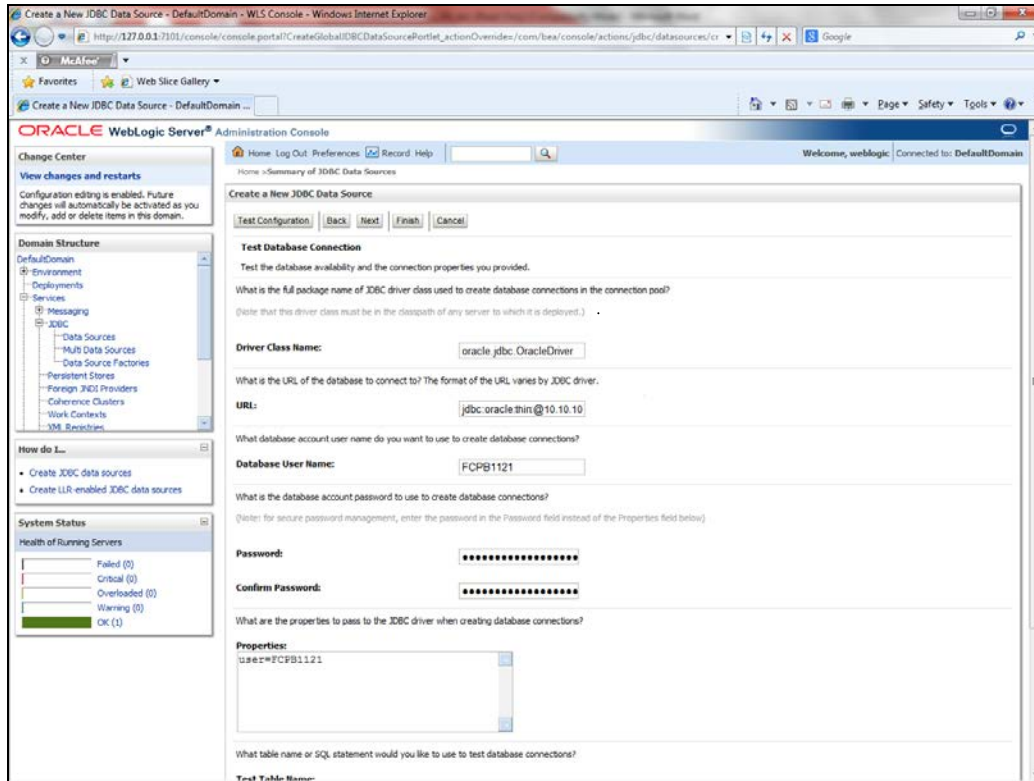 Create a New JDBC Data Source - DefaultDomain - WLS Console - Windows Internet Explorer
http://127.0.0.1:7101/console/console.portal?CreateGlobalJDBCDataSourcePortlet_actionOverride=/com/bea/console/actions/jdbc/datasources/cr
Google
x McAfee
Favorites Web Slice Gallery
Create a New JDBC Data Source - DefaultDomain ...
Page Safety Tools
ORACLE WebLogic Server® Administration Console
Change Center
View changes and restarts
Configuration editing is enabled. Future
changes will automatically be activated as you
modify, add or delete items in this domain.
Domain Structure
DefaultDomain
Environment
Deployments
Services
Messaging
JDBC
Data Sources
Multi Data Sources
Data Source Factories
Persistent Stores
Foreign JNDI Providers
Coherence Clusters
Work Contexts
XML Registries
How do I...
Create JDBC data sources
Create LLR-enabled JDBC data sources
System Status
Health of Running Servers
Failed (0)
Critical (0)
Overloaded (0)
Warning (0)
OK (1)
Home Log Out Preferences Record Help
Welcome, weblogic Connected to: DefaultDomain
Home >Summary of JDBC Data Sources
Create a New JDBC Data Source
Test Configuration Back Next Finish Cancel
Test Database Connection
Test the database availability and the connection properties you provided.
What is the full package name of JDBC driver class used to create database connections in the connection pool?
(Note that this driver class must be in the classpath of any server to which it is deployed.)
Driver Class Name: oracle.jdbc.OracleDriver
What is the URL of the database to connect to? The format of the URL varies by JDBC driver.
URL: jdbc:oracle:thin:@10.10.10
What database account user name do you want to use to create database connections?
Database User Name: FCPB1121
What is the database account password to use to create database connections?
(Note: for secure password management, enter the password in the Password field instead of the Properties field below)
Password: ••••••••••••••••••
Confirm Password: ••••••••••••••••••
What are the properties to pass to the JDBC driver when creating database connections?
Properties:
user=FCPB1121
What table name or SQL statement would you like to use to test database connections?
Test Table Name: